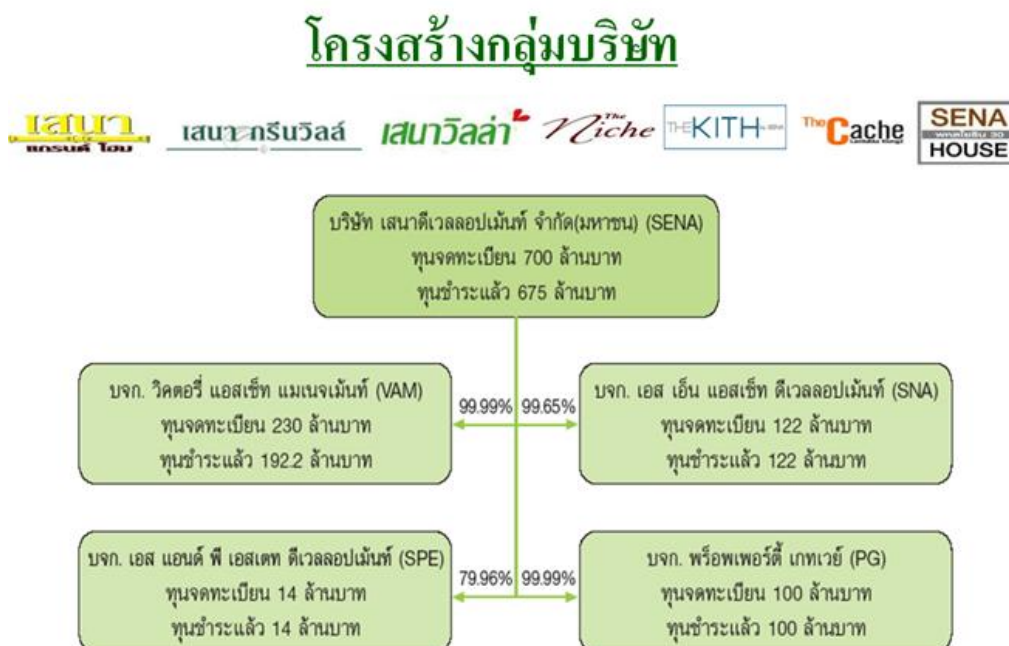 โครงสร้างกลุ่มบริษัท
เสนา
แกรนด์ โฮม
เสนา กรีนวิลล์
เสนาวิลล่า
The Niche
THE KITH by SENA
The Cache
SENA
พหลโยธิน 30
HOUSE
บริษัท เสนาดีเวลลอปเม้นท์ จำกัด(มหาชน) (SENA)
ทุนจดทะเบียน 700 ล้านบาท
ทุนชำระแล้ว 675 ล้านบาท
บจก. วิคตอรี่ แอสเซ็ท แมเนจเม้นท์ (VAM)
ทุนจดทะเบียน 230 ล้านบาท
ทุนชำระแล้ว 192.2 ล้านบาท
99.99% 99.65%
บจก. เอส เอ็น แอสเซ็ท ดีเวลลอปเม้นท์ (SNA)
ทุนจดทะเบียน 122 ล้านบาท
ทุนชำระแล้ว 122 ล้านบาท
บจก. เอส แอนด์ พี เอสเตท ดีเวลลอปเม้นท์ (SPE)
ทุนจดทะเบียน 14 ล้านบาท
ทุนชำระแล้ว 14 ล้านบาท
79.96% 99.99%
บจก. พร็อพเพอร์ตี้ เกทเวย์ (PG)
ทุนจดทะเบียน 100 ล้านบาท
ทุนชำระแล้ว 100 ล้านบาท